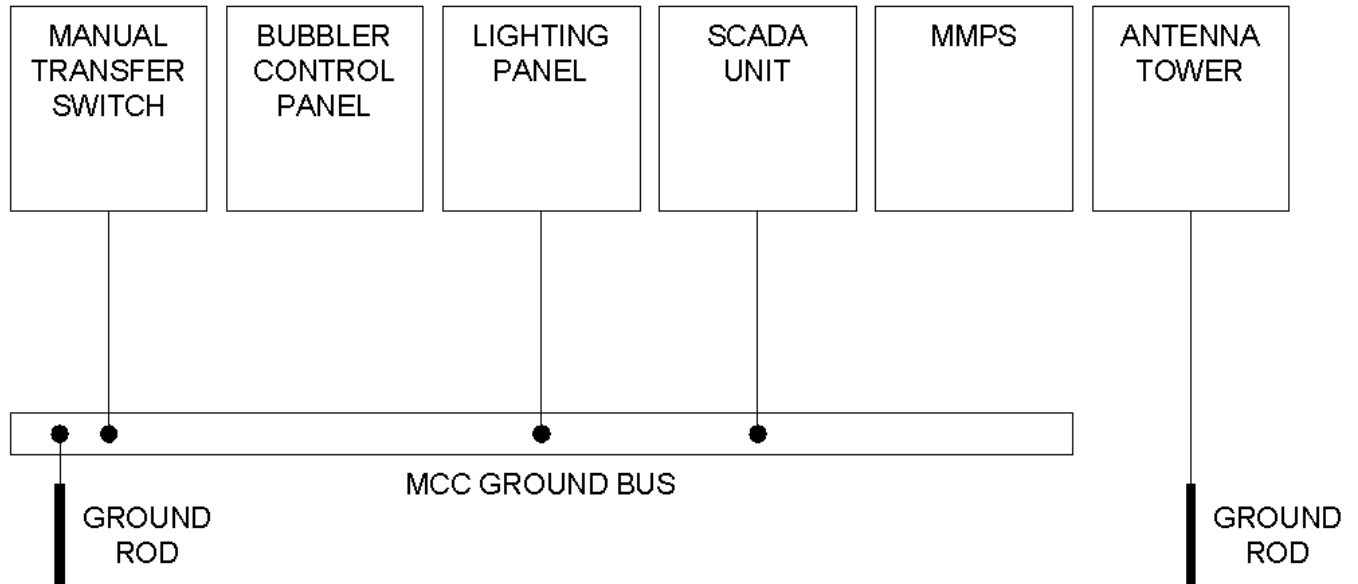 MANUAL
TRANSFER
SWITCH
BUBBLER
CONTROL
PANEL
LIGHTING
PANEL
SCADA
UNIT
MMPS
ANTENNA
TOWER
MCC GROUND BUS
GROUND
ROD
GROUND
ROD